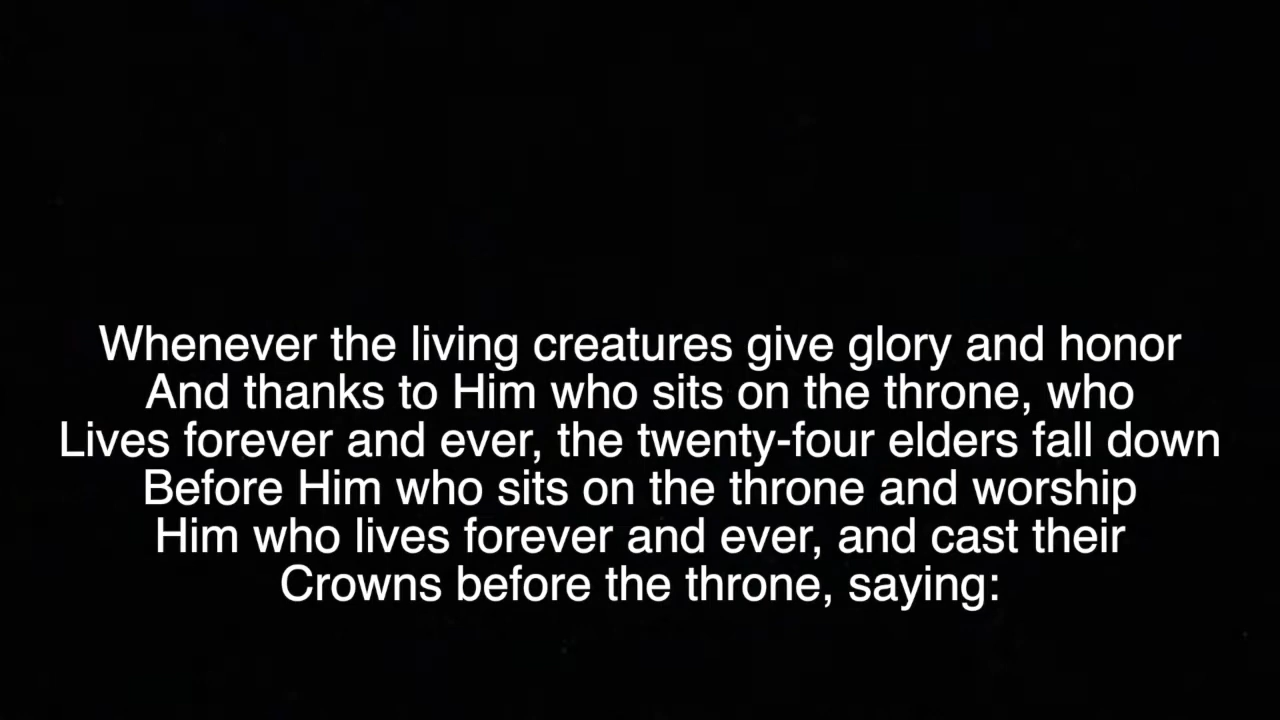 Whenever the living creatures give glory and honor
And thanks to Him who sits on the throne, who
Lives forever and ever, the twenty-four elders fall down
Before Him who sits on the throne and worship
Him who lives forever and ever, and cast their
Crowns before the throne, saying: